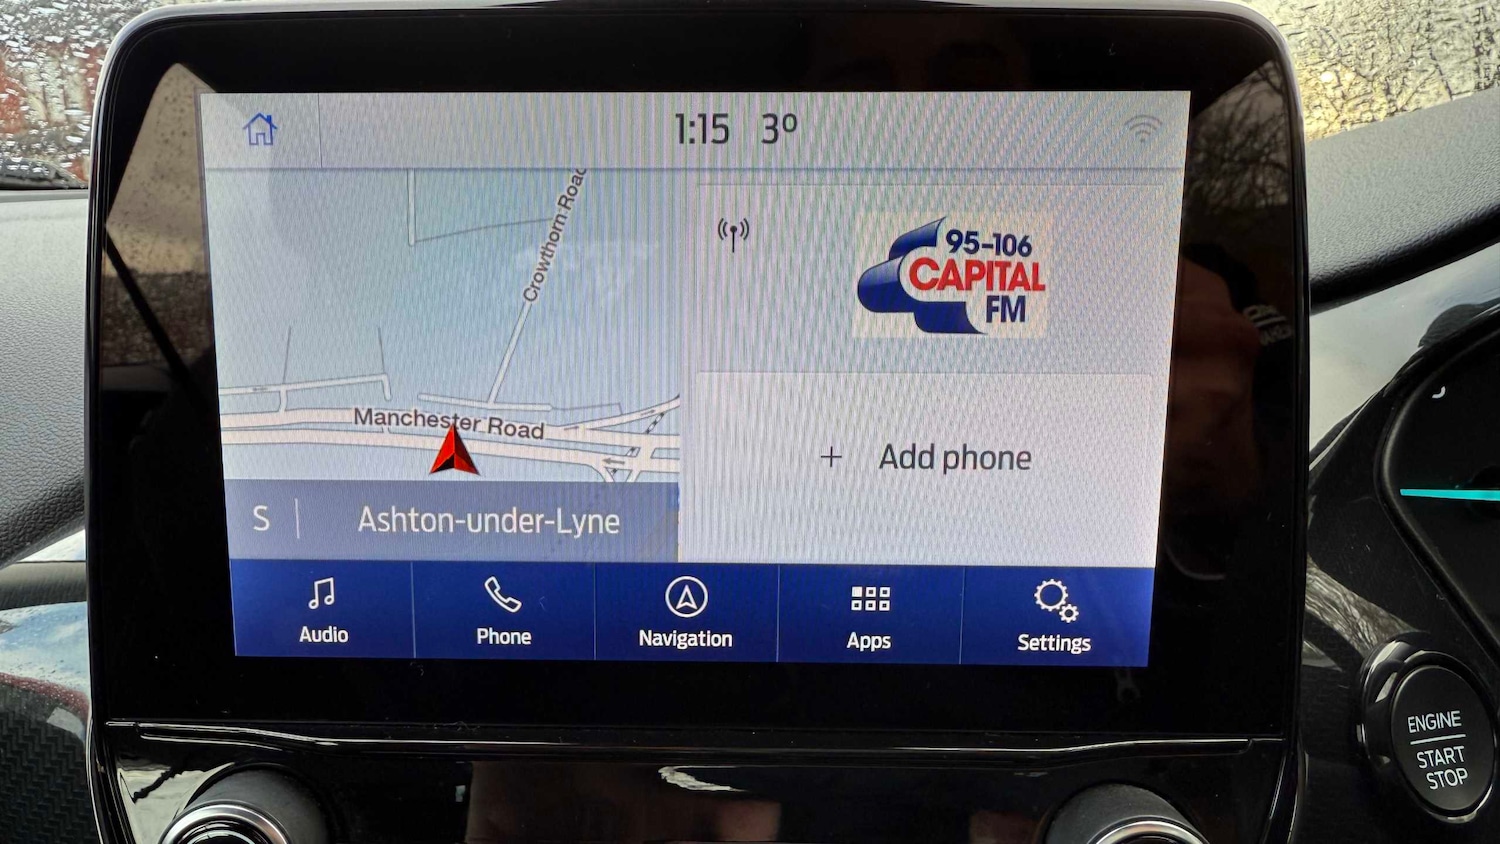 1:15 3º
Crowthorn Road
Manchester Road
S | Ashton-under-Lyne
95-106
CAPITAL
FM
+ Add phone
Audio
Phone
Navigation
Apps
Settings
ENGINE
START
STOP